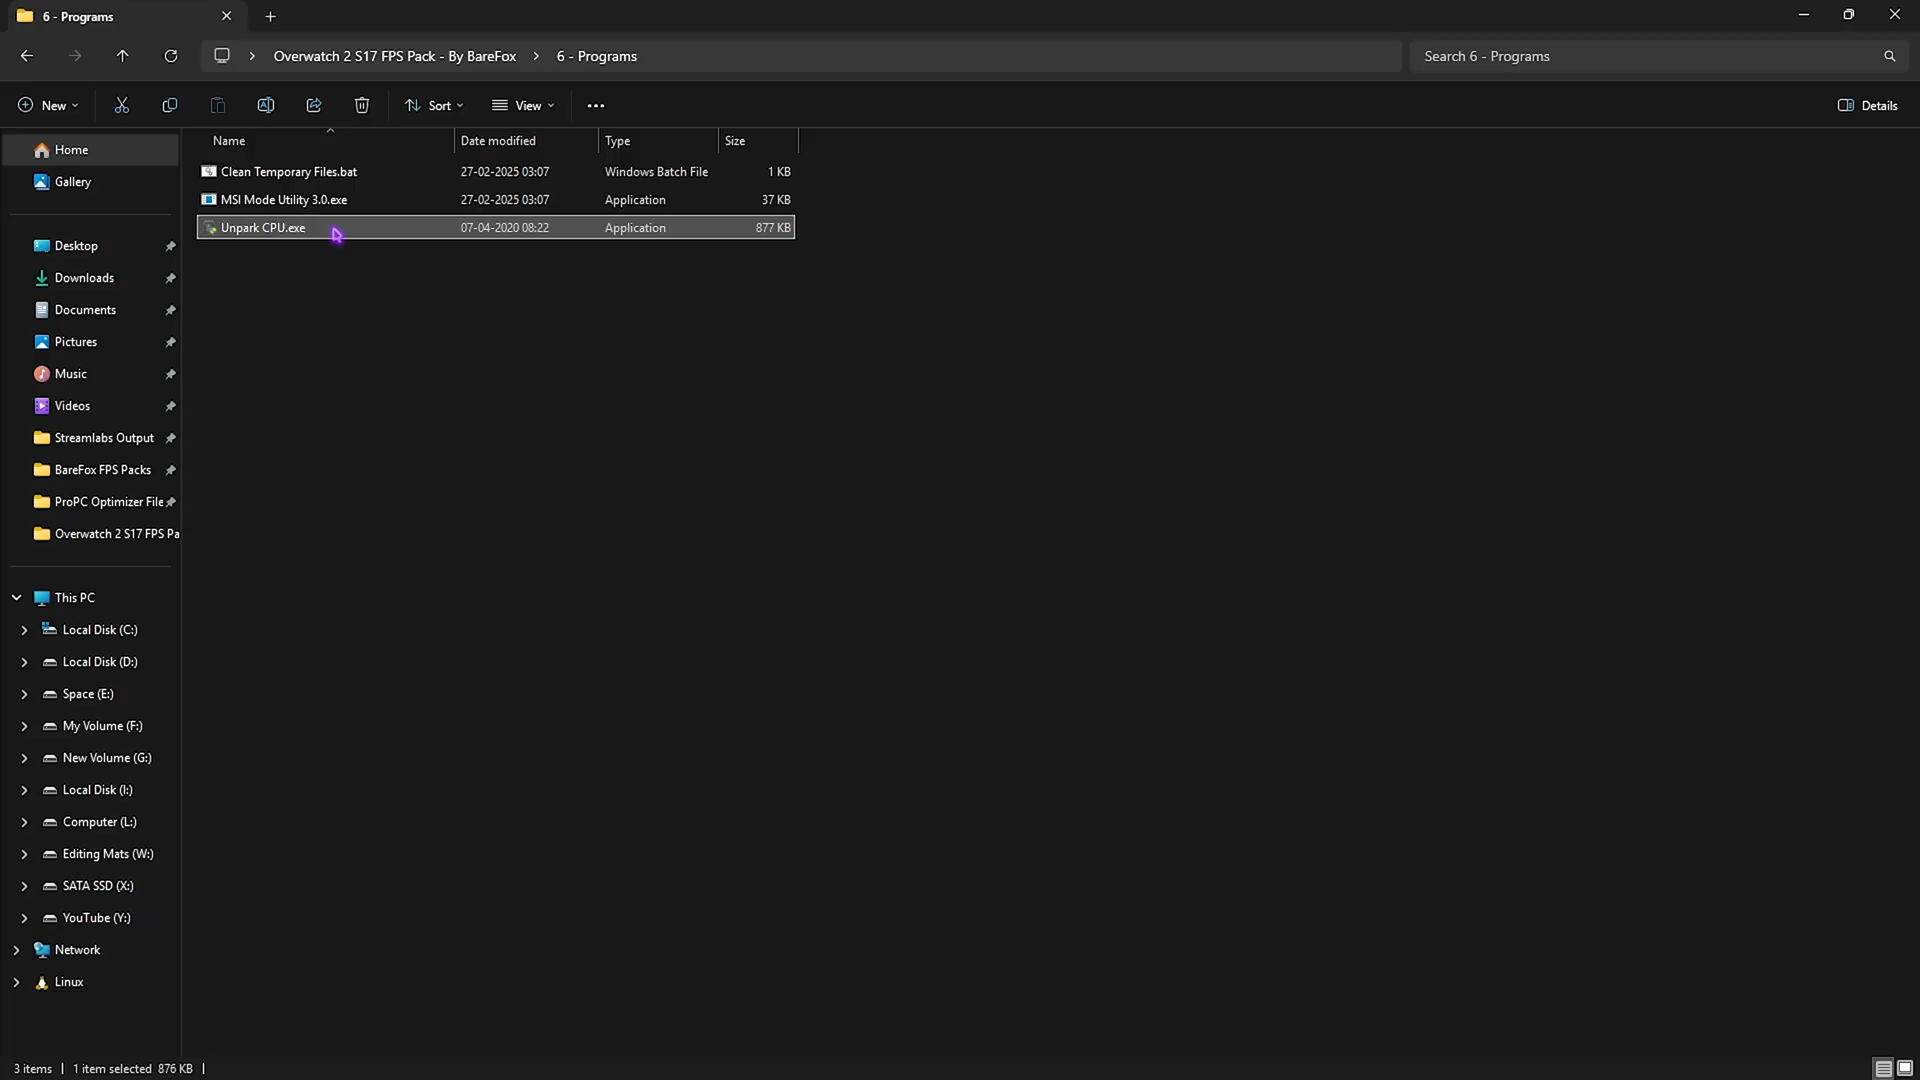 6 - Programs
Overwatch 2 S17 FPS Pack - By BareFox
6 - Programs
Search 6 - Programs
New
Sort
View
Details
Name
Date modified
Type
Size
Clean Temporary Files.bat 27-02-2025 03:07 Windows Batch File 1 KB
MSI Mode Utility 3.0.exe 27-02-2025 03:07 Application 37 KB
Unpark CPU.exe 07-04-2020 08:22 Application 877 KB
Home
Gallery
Desktop
Downloads
Documents
Pictures
Music
Videos
Streamlabs Output
BareFox FPS Packs
ProPC Optimizer File
Overwatch 2 S17 FPS Pa
This PC
Local Disk (C:)
Local Disk (D:)
Space (E:)
My Volume (F:)
New Volume (G:)
Local Disk (I:)
Computer (L:)
Editing Mats (W:)
SATA SSD (X:)
YouTube (Y:)
Network
Linux
3 items
1 item selected 876 KB